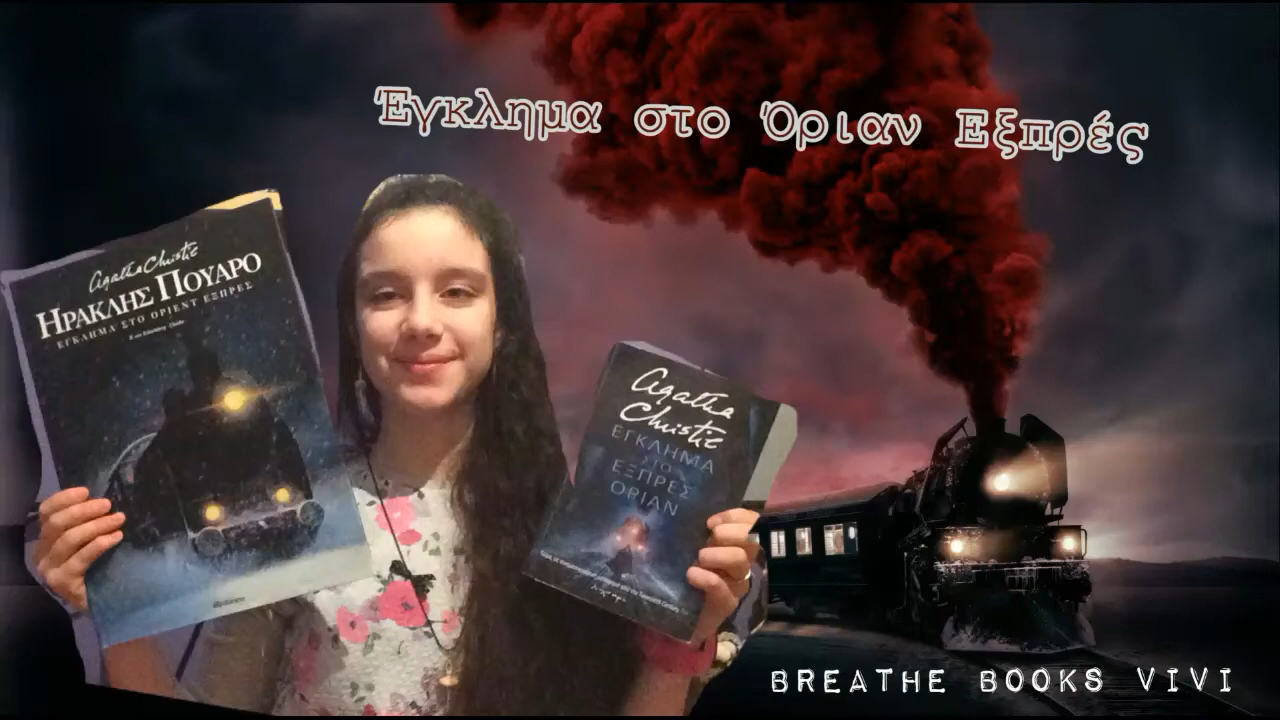 Έγκλημα στο Όριαν Εξπρές
Agatha Christie
ΗΡΑΚΛΗΣ ΠΟΥΑΡΟ
ΕΓΚΛΗΜΑ ΣΤΟ ΟΡΙΕΝΤ ΕΞΠΡΕΣ
Agatha
Christie
ΕΓΚΛΗΜΑ
ΣΤΟ
ΕΞΠΡΕΣ
ΟΡΙΑΝ
BREATHE BOOKS VIVI